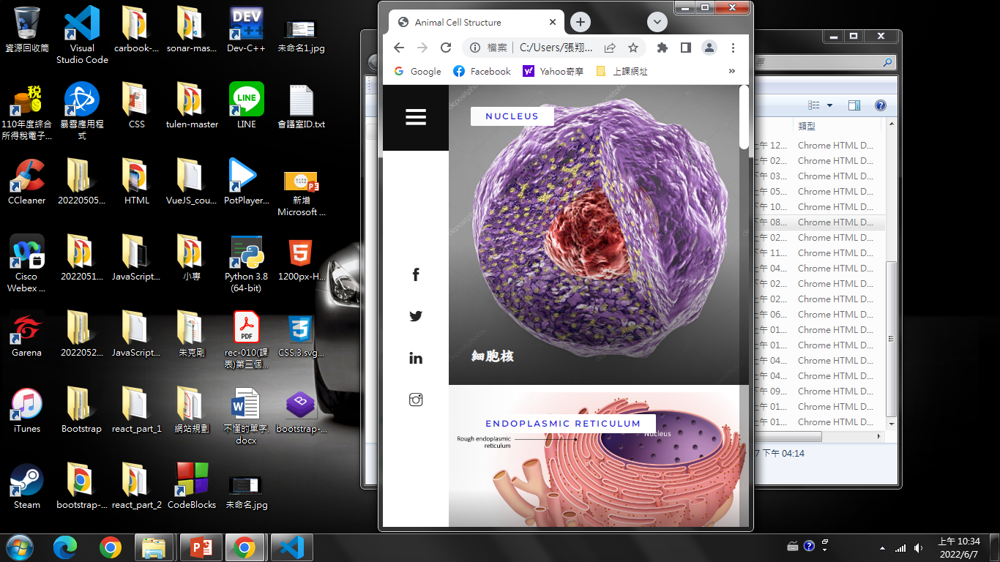 資源回收筒
Visual
Studio Code
carbook-...
sonar-mas...
Dev-C++
未命名1.jpg
110年度綜合
所得稅電子...
暴雪應用程
式
CSS
tulen-master
LINE
會議室ID.txt
CCleaner
20220505...
HTML
VueJS_cou...
PotPlayer...
新增
Microsoft ...
Cisco
Webex ...
2022051...
JavaScript...
小專
Python 3.8
(64-bit)
1200px-H...
Garena
2022052...
JavaScript...
朱克剛
rec-010(課
表)第三個...
CSS.3.svg...
iTunes
Bootstrap
react_part_1
網站規劃
不懂的單字.
docx
bootstrap-...
Steam
bootstrap-...
react_part_2
CodeBlocks
未命名.jpg
Animal Cell Structure
檔案 | C:/Users/張翔...
Google
Facebook
Yahoo奇摩
上課網址
»
NUCLEUS
細胞核
ENDOPLASMIC RETICULUM
Nucleus
Rough endoplasmic
reticulum
depositphotos
類型
上午 12... Chrome HTML D...
下午 02... Chrome HTML D...
下午 03... Chrome HTML D...
下午 05... Chrome HTML D...
下午 10... Chrome HTML D...
下午 08... Chrome HTML D...
下午 02... Chrome HTML D...
下午 11... Chrome HTML D...
下午 04... Chrome HTML D...
下午 02... Chrome HTML D...
下午 02... Chrome HTML D...
下午 06... Chrome HTML D...
上午 01... Chrome HTML D...
上午 01... Chrome HTML D...
下午 04... Chrome HTML D...
下午 04... Chrome HTML D...
上午 09... Chrome HTML D...
上午 01... Chrome HTML D...
上午 01... Chrome HTML D...
7 下午 04:14
上午 10:34
2022/6/7